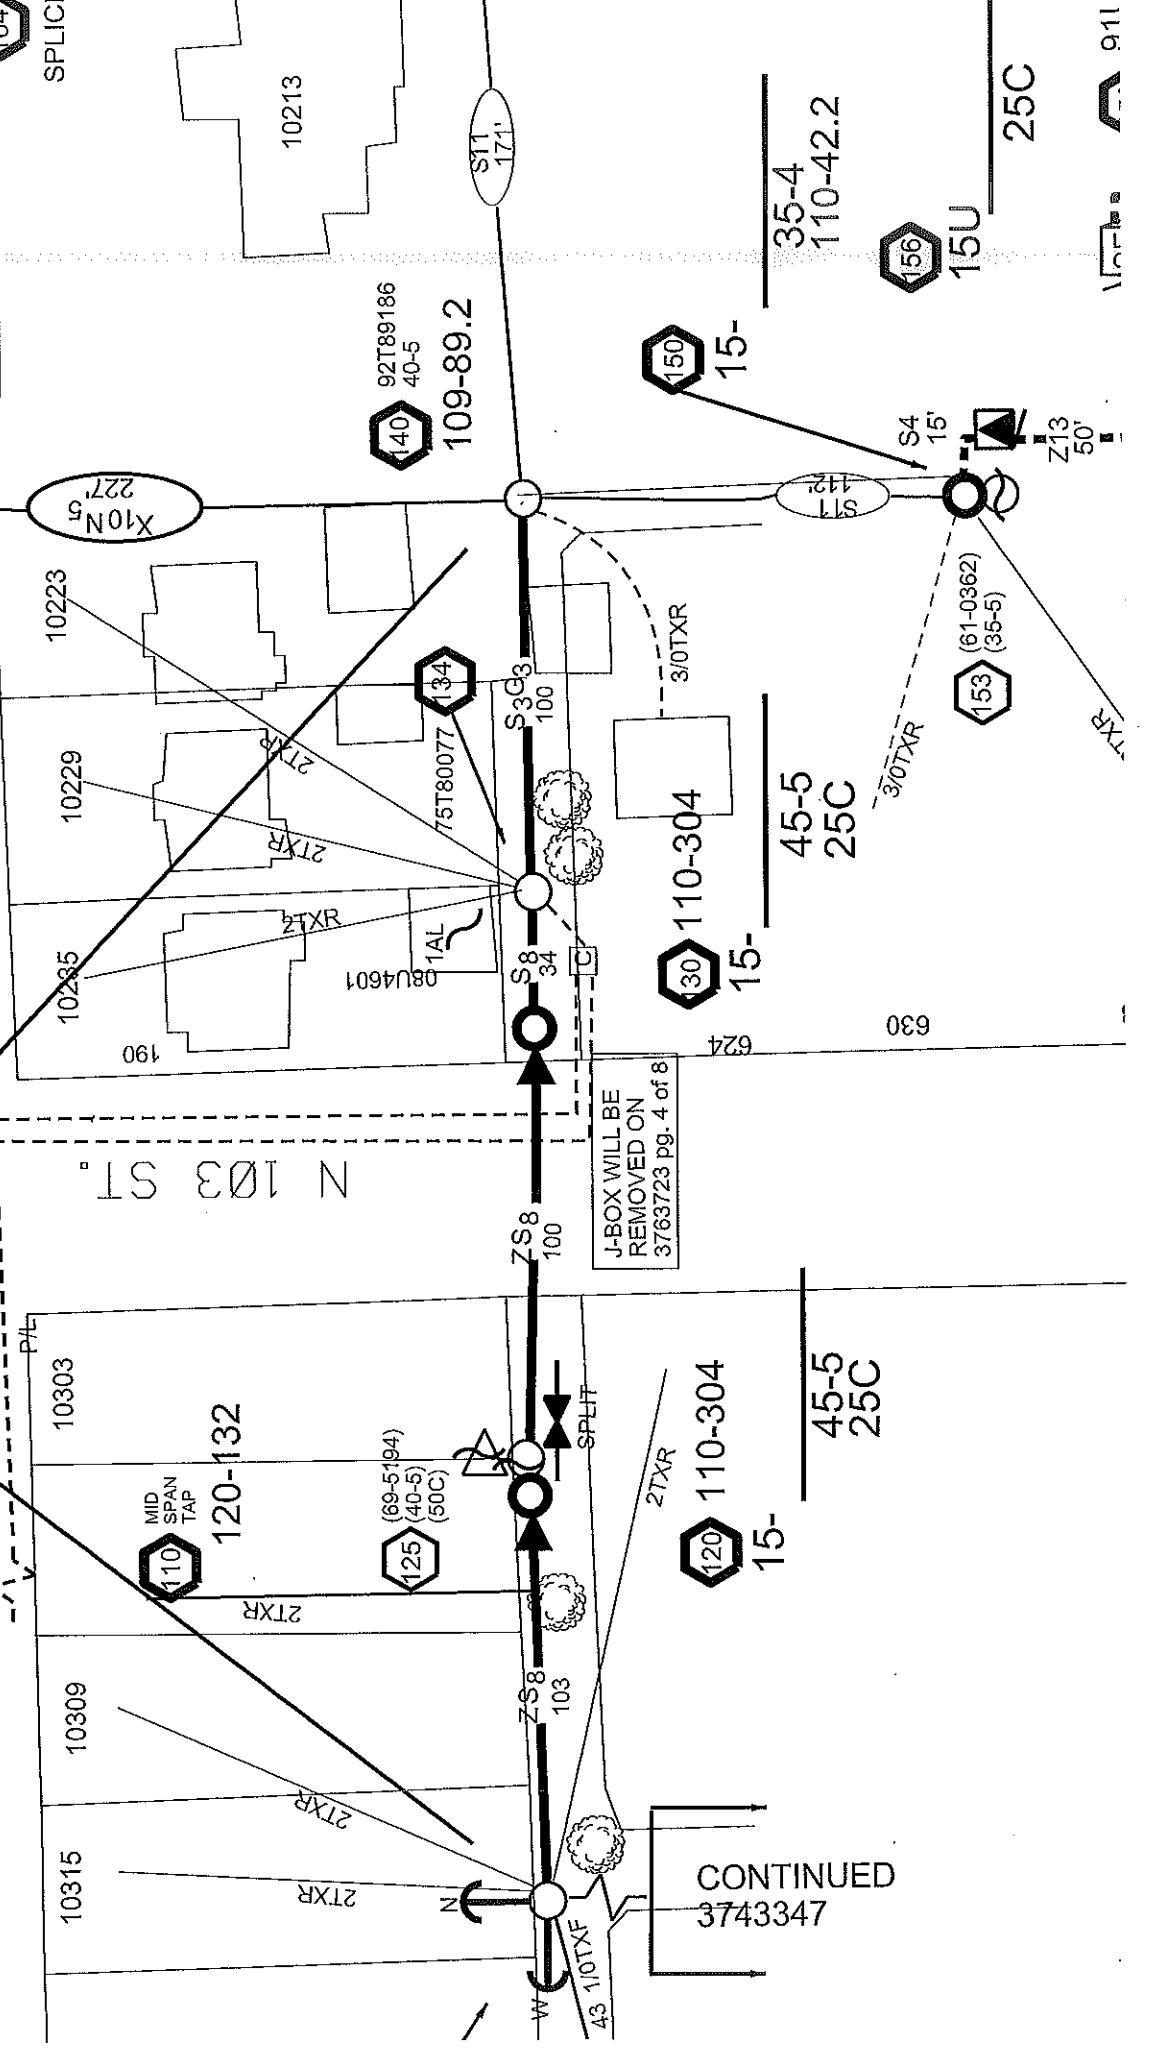 SPLIC
10213
S11
171'
25C
35-4
110-42.2
156
15U
92T89186
40-5
140
109-89.2
150
15-
S4
15'
Z13
50'
X10N5
227'
S11
112'
10223
10229
10235
2TXR
2TXR
2TXR
134
75T80077
S3G3
100
3/0TXR
3/0TXR
(61-0362)
(35-5)
153
TXR
1AL
08U4601
S8
34
C
110-304
130
15-
45-5
25C
190
624
630
J-BOX WILL BE
REMOVED ON
3763723 pg. 4 of 8
N 103 ST.
ZS8
100
P/L
10303
MID
SPAN
TAP
110
120-132
(69-5194)
(40-5)
(50C)
125
SPLIT
2TXR
2TXR
110-304
120
15-
45-5
25C
ZS8
103
10309
10315
2TXR
2TXR
N
W
43 1/0TXF
CONTINUED
3743347